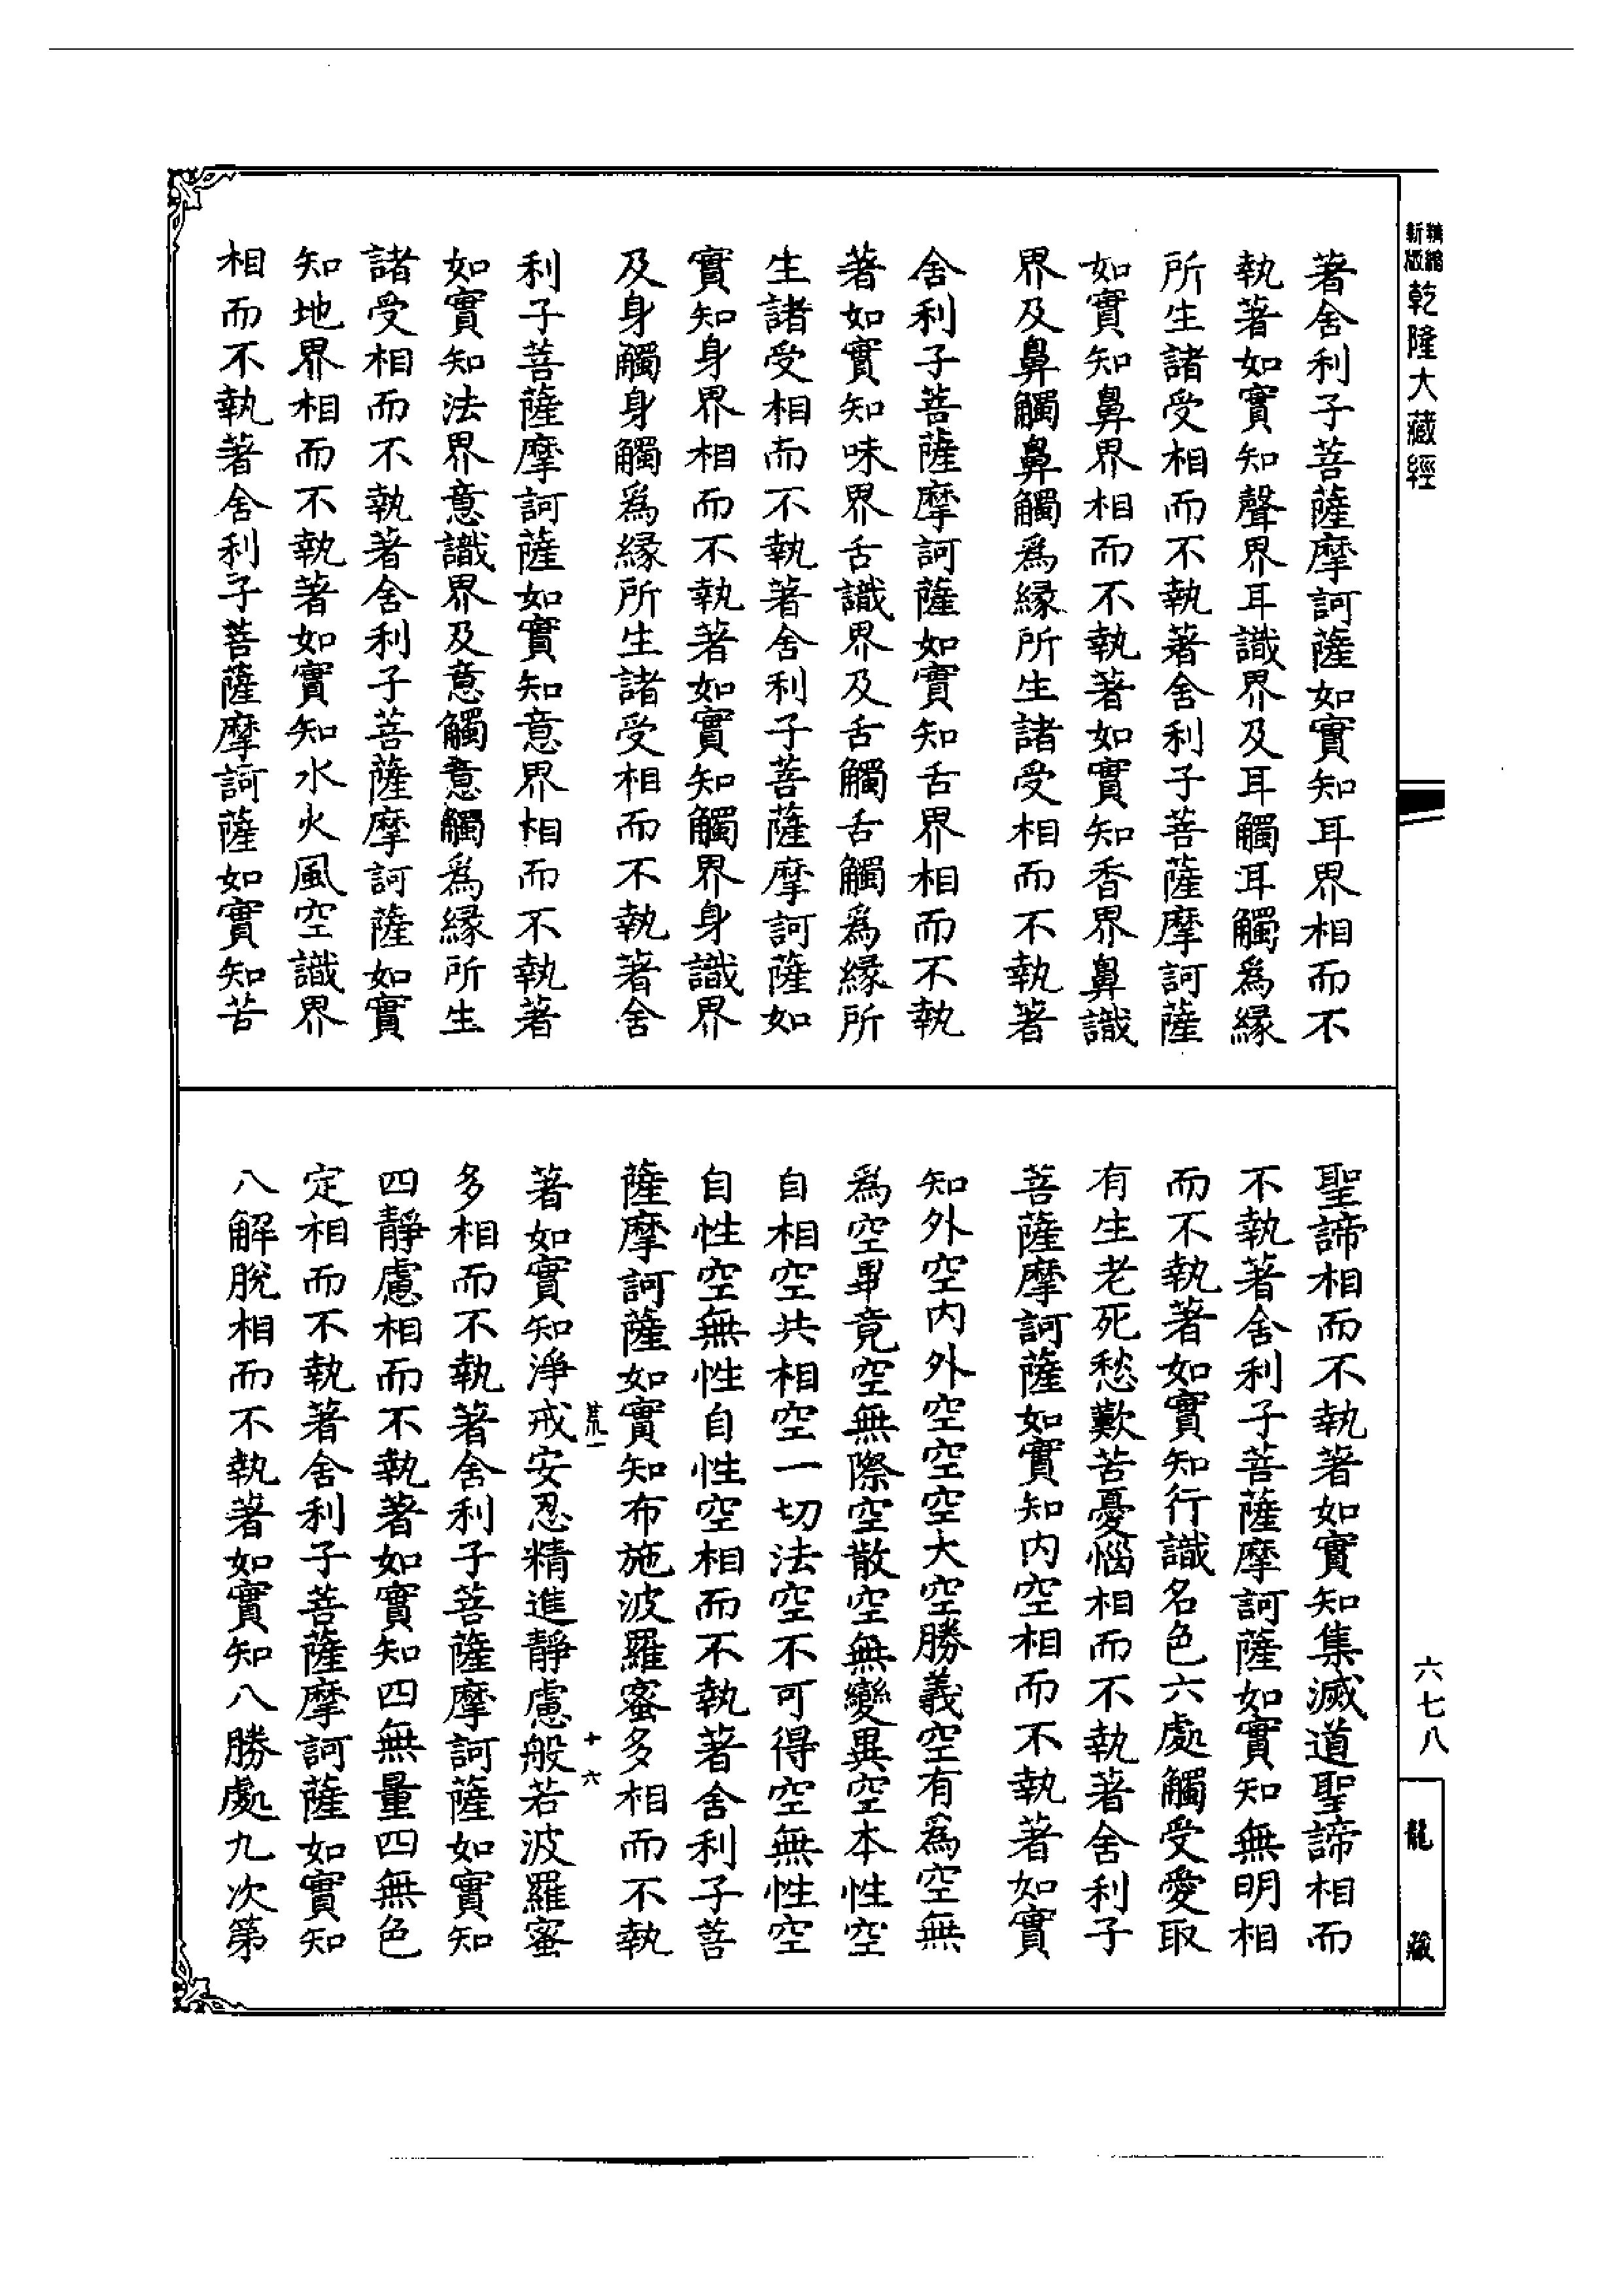 新版精縮乾隆大藏經
著舍利子菩薩摩訶薩如實知耳界相而不
執著如實知聲界耳識界及耳觸耳觸爲緣
所生諸受相而不執著舍利子菩薩摩訶薩
如實知鼻界相而不執著如實知香界鼻識
界及鼻觸鼻觸爲緣所生諸受相而不執著
舍利子菩薩摩訶薩如實知舌界相而不執
著如實知味界舌識界及舌觸舌觸爲緣所
生諸受相而不執著舍利子菩薩摩訶薩如
實知身界相而不執著如實知觸界身識界
及身觸身觸爲緣所生諸受相而不執著舍
利子菩薩摩訶薩如實知意界相而不執著
如實知法界意識界及意觸意觸爲緣所生
諸受相而不執著舍利子菩薩摩訶薩如實
知地界相而不執著如實知水火風空識界
相而不執著舍利子菩薩摩訶薩如實知苦
聖諦相而不執著如實知集滅道聖諦相而
不執著舍利子菩薩摩訶薩如實知無明相
而不執著如實知行識名色六處觸受愛取
有生老死愁歎苦憂惱相而不執著舍利子
菩薩摩訶薩如實知內空相而不執著如實
知外空內外空空空大空勝義空有爲空無
爲空畢竟空無際空散空無變異空本性空
自相空共相空一切法空不可得空無性空
自性空無性自性空相而不執著舍利子菩
薩摩訶薩如實知布施波羅蜜多相而不執
荒一 十六
著如實知淨戒安忍精進靜慮般若波羅蜜
多相而不執著舍利子菩薩摩訶薩如實知
四靜慮相而不執著如實知四無量四無色
定相而不執著舍利子菩薩摩訶薩如實知
八解脫相而不執著如實知八勝處九次第
六七八
龍藏